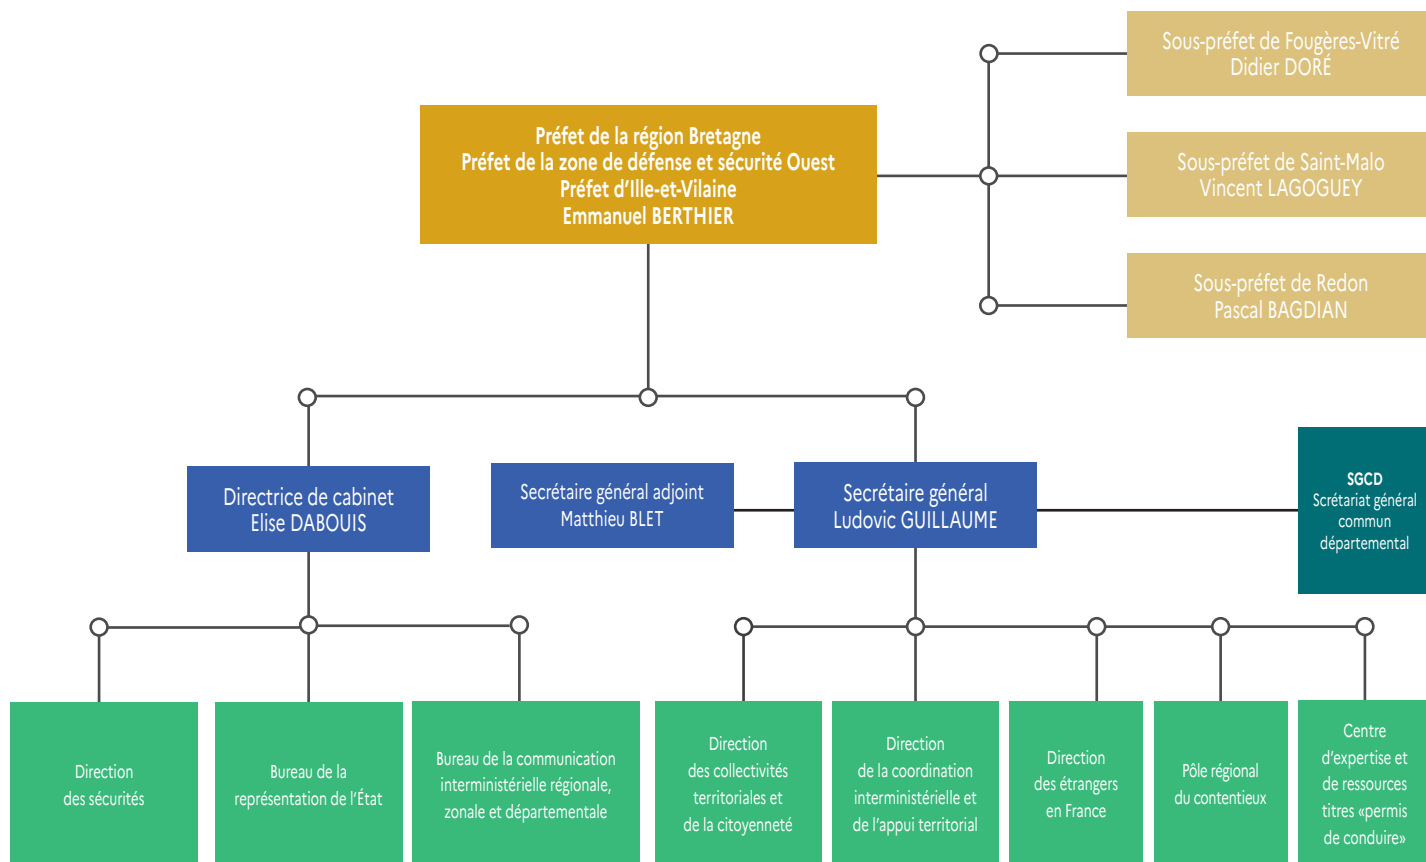 Sous-préfet de Fougères-Vitré
Didier DORÉ
Préfet de la région Bretagne
Préfet de la zone de défense et sécurité Ouest
Préfet d’Ille-et-Vilaine
Emmanuel BERTHIER
Sous-préfet de Saint-Malo
Vincent LAGOGUEY
Sous-préfet de Redon
Pascal BAGDIAN
Directrice de cabinet
Elise DABOUIS
Secrétaire général adjoint
Matthieu BLET
Secrétaire général
Ludovic GUILLAUME
SGCD
Scrétariat général
commun
départemental
Direction
des sécurités
Bureau de la
représentation de l’État
Bureau de la communication
interministérielle régionale,
zonale et départementale
Direction
des collectivités
territoriales et
de la citoyenneté
Direction
de la coordination
interministérielle et
de l’appui territorial
Direction
des étrangers
en France
Pôle régional
du contentieux
Centre
d’expertise et
de ressources
titres «permis
de conduire»